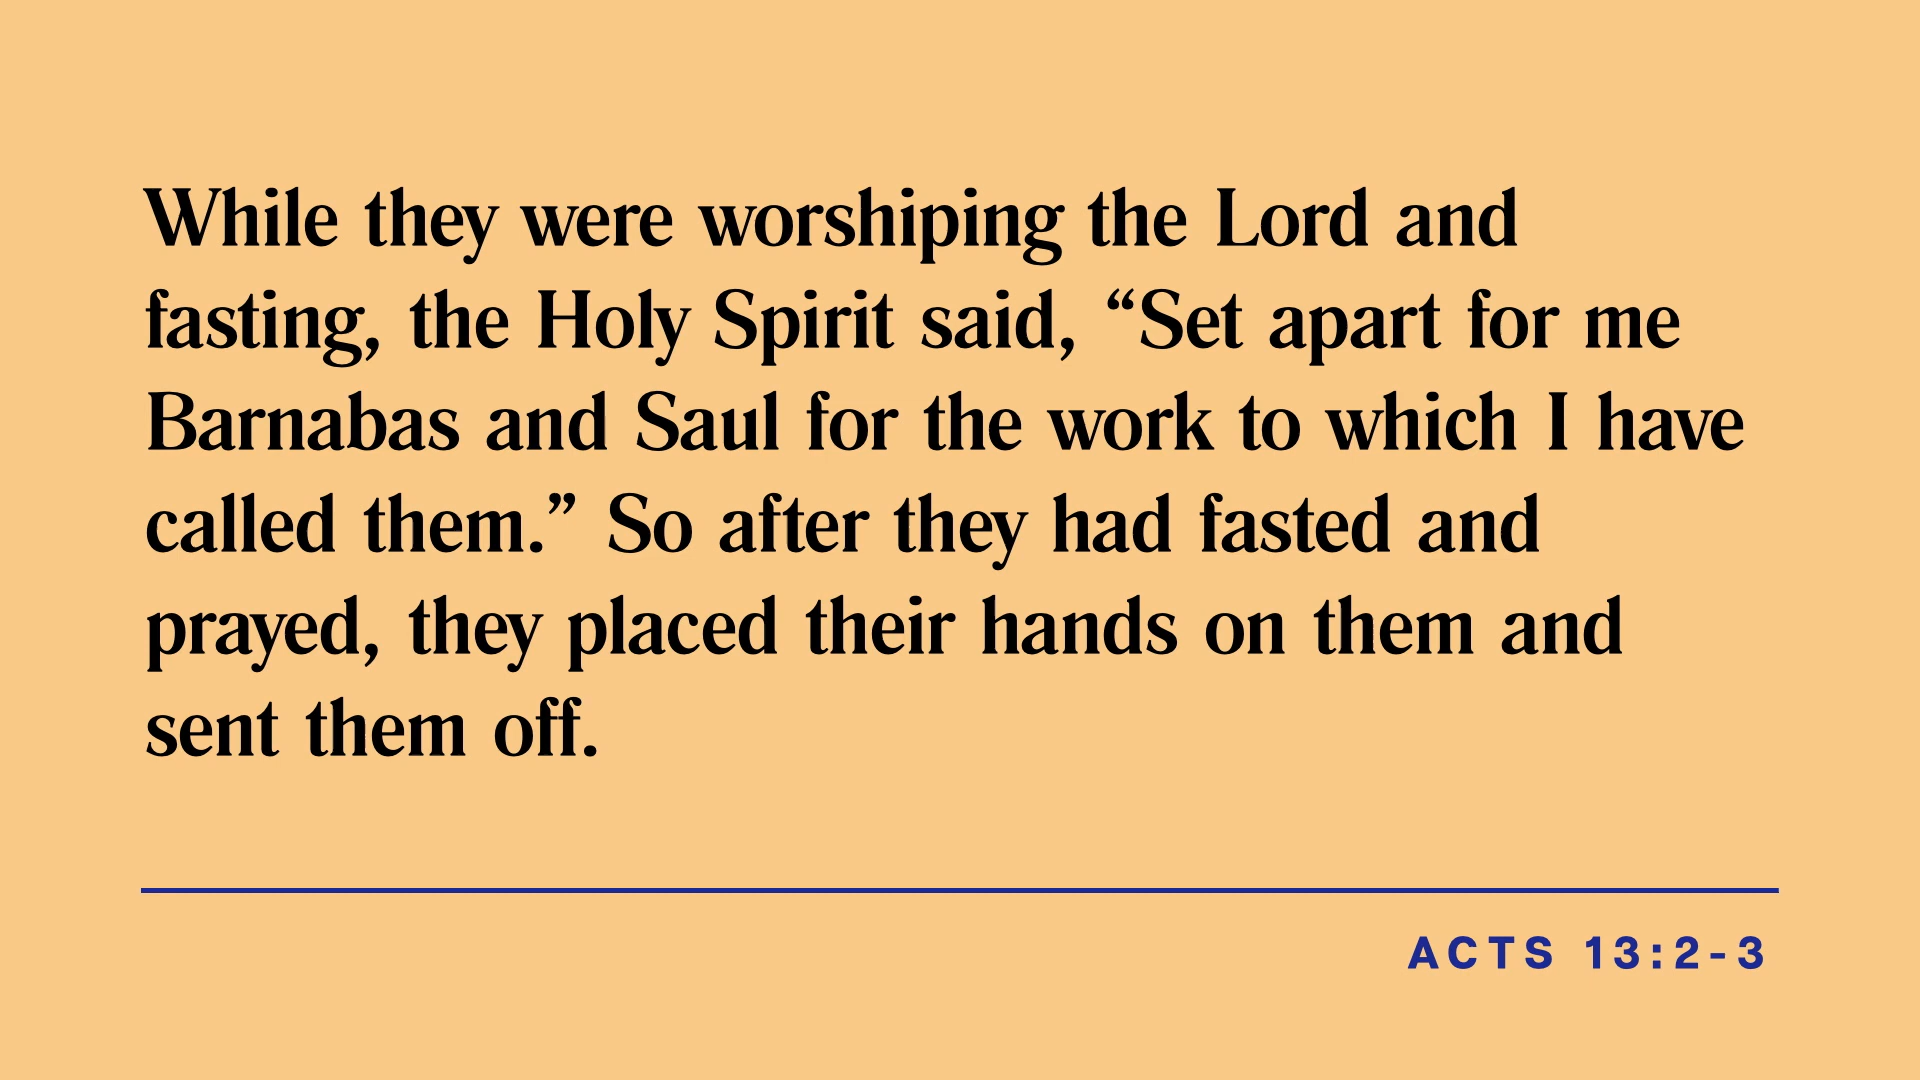 While they were worshiping the Lord and
fasting, the Holy Spirit said, “Set apart for me
Barnabas and Saul for the work to which I have
called them.” So after they had fasted and
prayed, they placed their hands on them and
sent them off.
ACTS 13:2-3